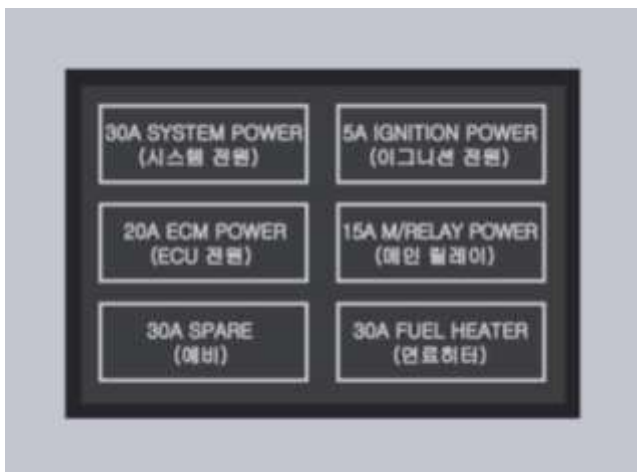 30A SYSTEM POWER
(시스템 전원)
5A IGNITION POWER
(이그니션 전원)
20A ECM POWER
(ECU 전원)
15A M/RELAY POWER
(메인 릴레이)
30A SPARE
(예비)
30A FUEL HEATER
(연료히터)